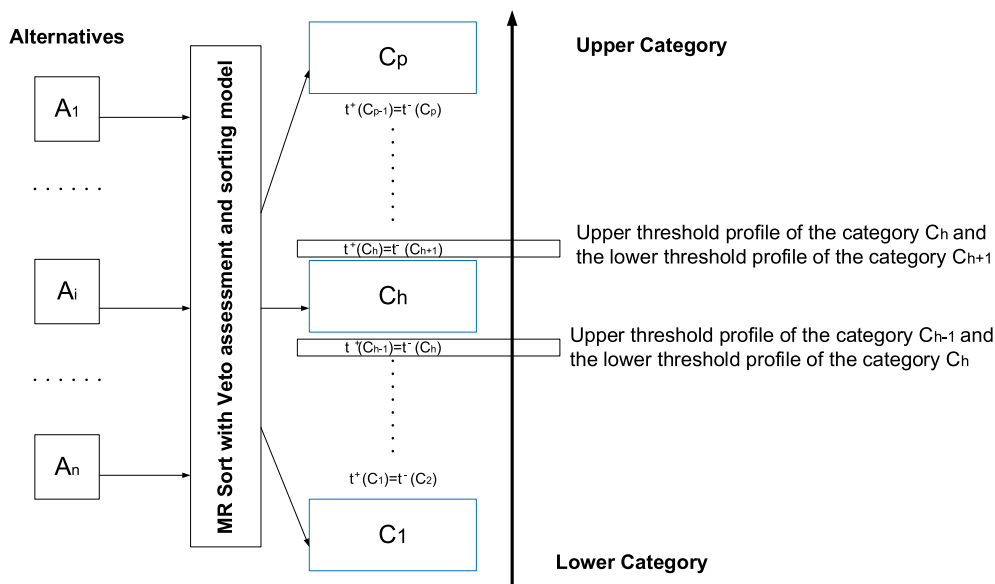 Alternatives
A1
. . . . . .
Ai
. . . . . .
An
MR Sort with Veto assessment and sorting model
Cp
t+(Cp-1)=t-(Cp)
t+(Ch)=t-(Ch+1)
Ch
t+(Ch-1)=t-(Ch)
t+(C1)=t-(C2)
C1
Upper Category
Upper threshold profile of the category Ch and
the lower threshold profile of the category Ch+1
Upper threshold profile of the category Ch-1 and
the lower threshold profile of the category Ch
Lower Category